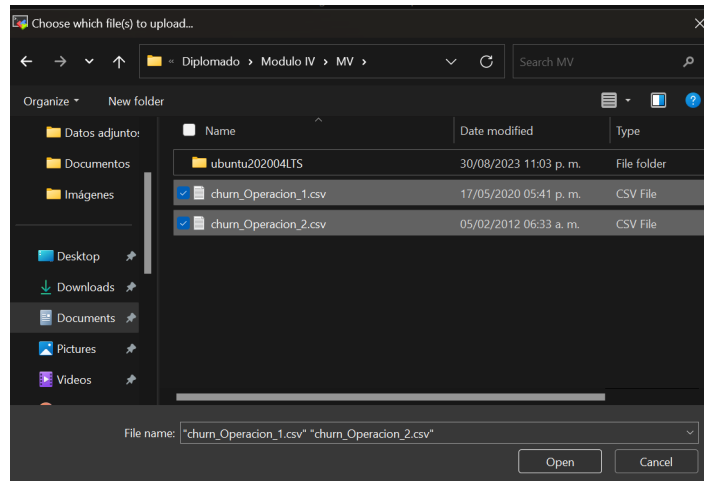 Choose which file(s) to upload...
« Diplomado > Modulo IV > MV >
Search MV
Organize
New folder
Name
Date modified
Type
Datos adjunto
ubuntu202004LTS
30/08/2023 11:03 p. m.
File folder
Documentos
Imágenes
churn_Operacion_1.csv
17/05/2020 05:41 p. m.
CSV File
churn_Operacion_2.csv
05/02/2012 06:33 a. m.
CSV File
Desktop
Downloads
Documents
Pictures
Videos
File name: "churn_Operacion_1.csv" "churn_Operacion_2.csv"
Open
Cancel